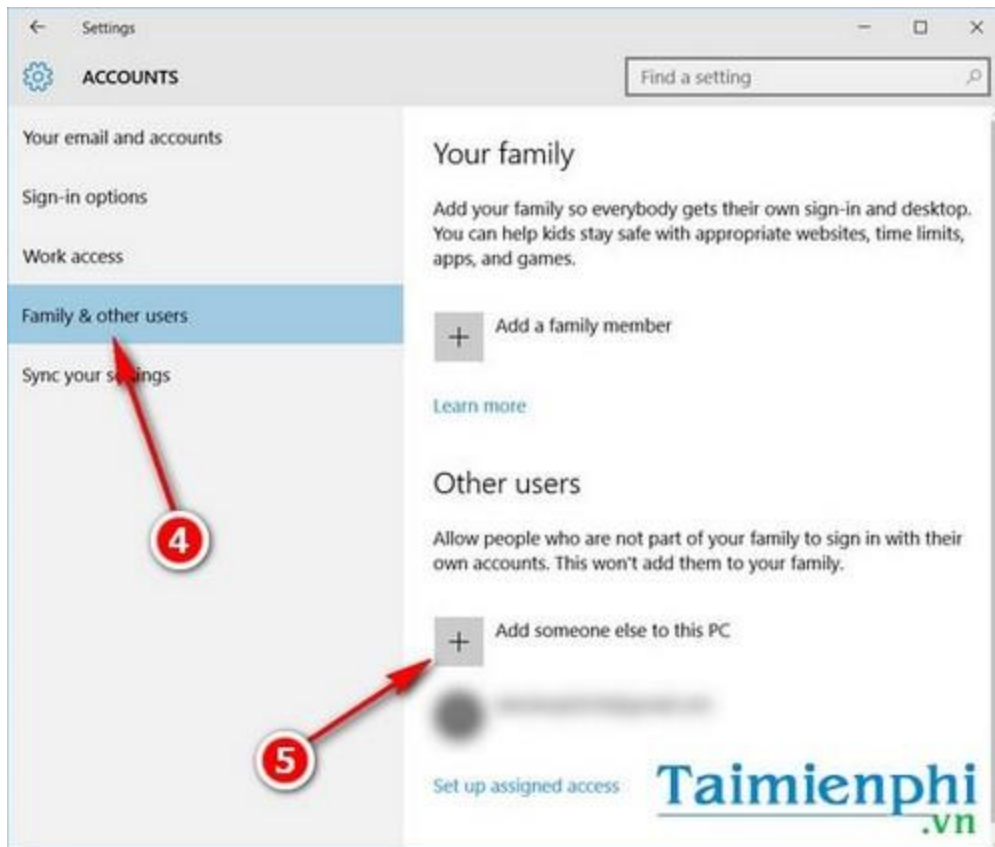 Settings
ACCOUNTS
Find a setting
Your email and accounts
Sign-in options
Work access
Family & other users
Sync your settings
Your family
Add your family so everybody gets their own sign-in and desktop.
You can help kids stay safe with appropriate websites, time limits,
apps, and games.
Add a family member
Learn more
Other users
Allow people who are not part of your family to sign in with their
own accounts. This won't add them to your family.
Add someone else to this PC
Set up assigned access
4
5
Taimienphi
.vn